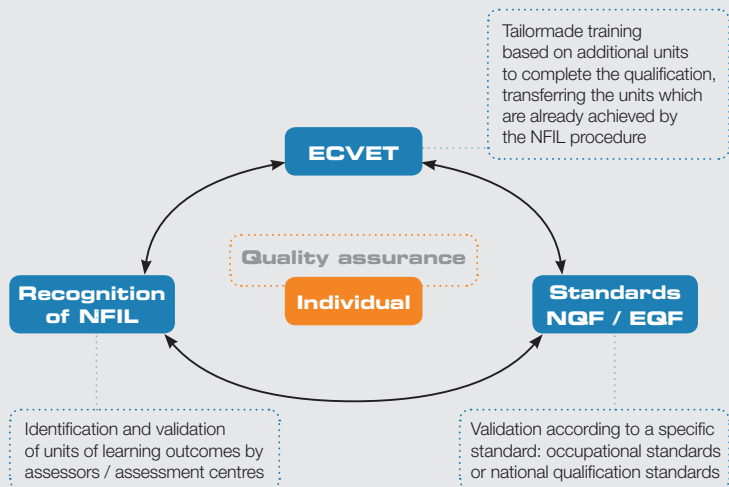 Tailormade training
based on additional units
to complete the qualification,
transferring the units which
are already achieved by
the NFIL procedure
ECVET
Quality assurance
Individual
Recognition
of NFIL
Standards
NQF / EQF
Identification and validation
of units of learning outcomes by
assessors / assessment centres
Validation according to a specific
standard: occupational standards
or national qualification standards